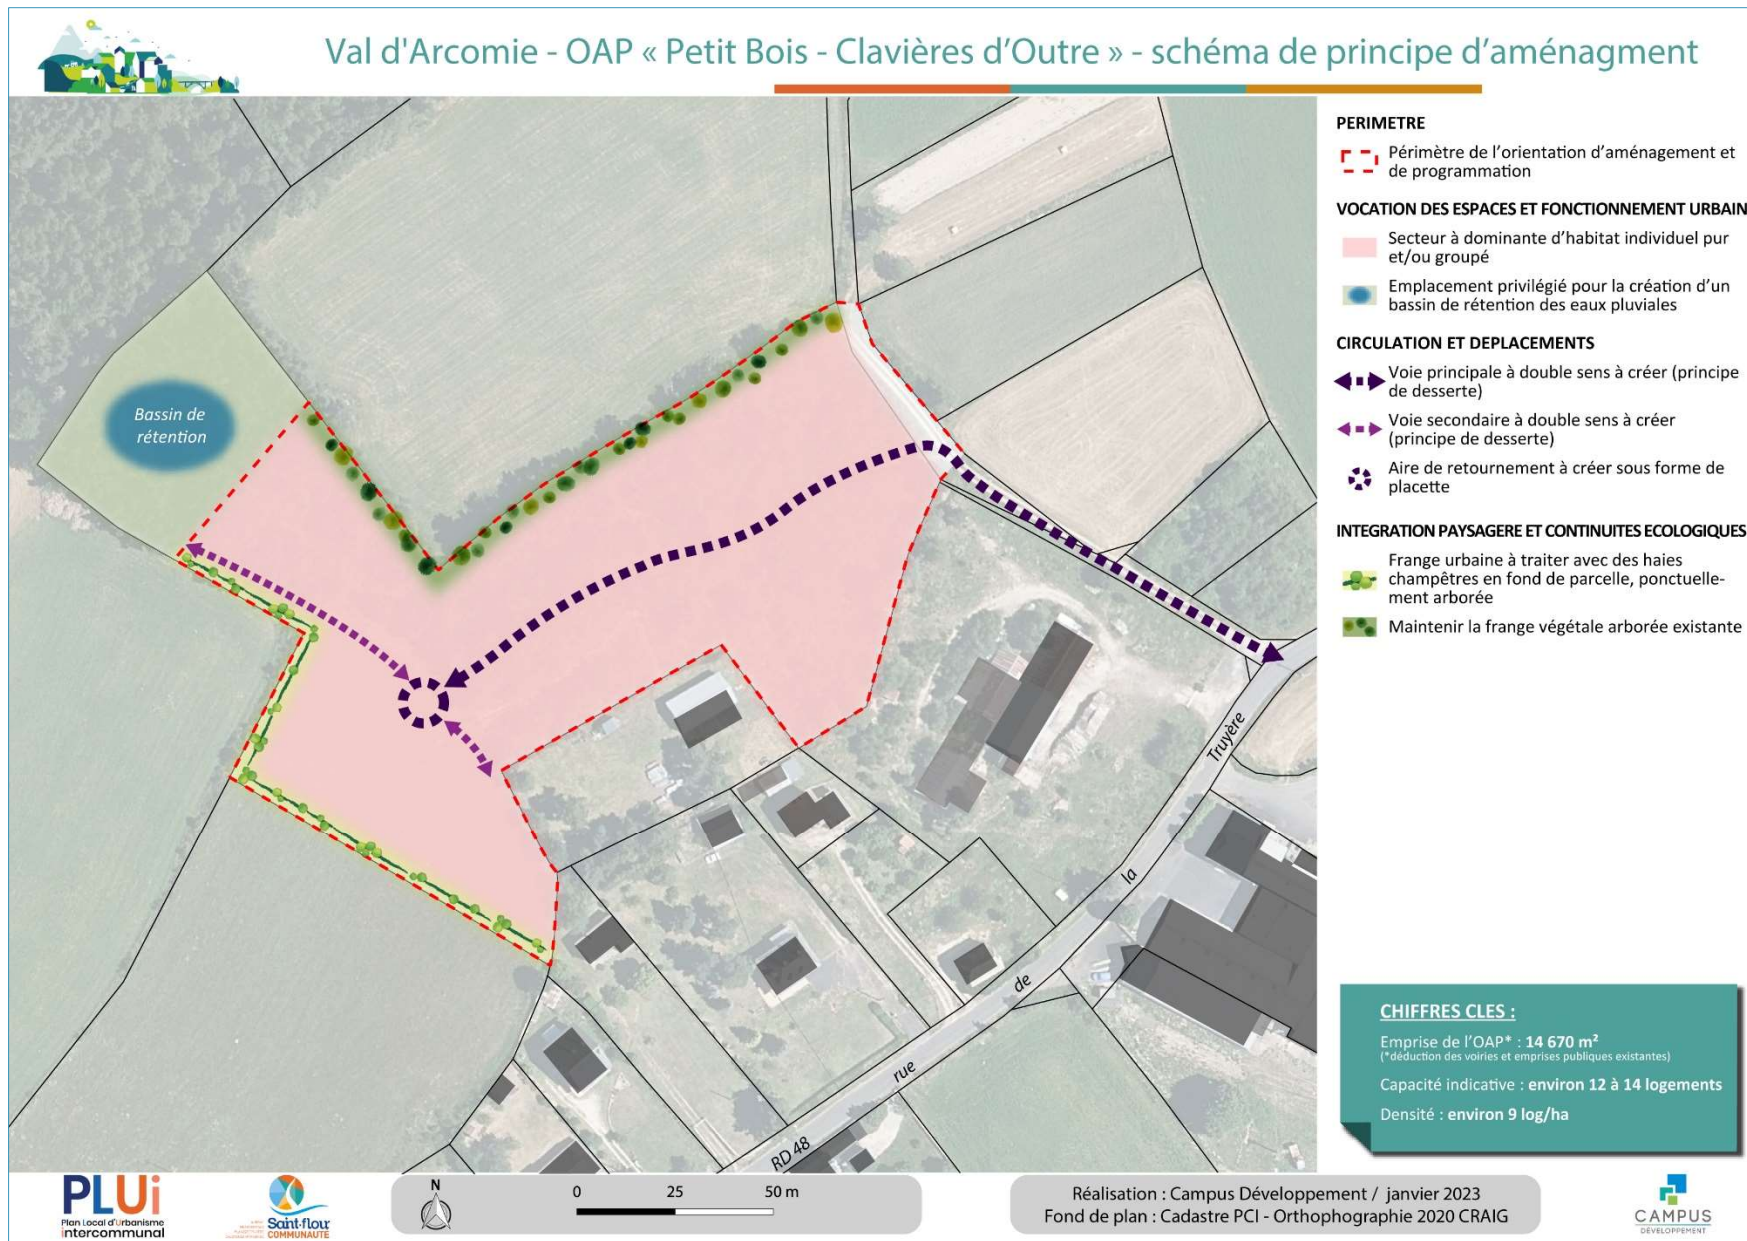 Val d'Arcomie - OAP « Petit Bois - Clavières d'Outre » - schéma de principe d'aménagment
PERIMETRE
Périmètre de l'orientation d'aménagement et
de programmation
VOCATION DES ESPACES ET FONCTIONNEMENT URBAIN
Secteur à dominante d'habitat individuel pur
et/ou groupé
Emplacement privilégié pour la création d'un
bassin de rétention des eaux pluviales
CIRCULATION ET DEPLACEMENTS
Voie principale à double sens à créer (principe
de desserte)
Voie secondaire à double sens à créer
(principe de desserte)
Aire de retournement à créer sous forme de
placette
INTEGRATION PAYSAGERE ET CONTINUITES ECOLOGIQUES
Frange urbaine à traiter avec des haies
champêtres en fond de parcelle, ponctuelle-
ment arborée
Maintenir la frange végétale arborée existante
Bassin de
rétention
RD 48 rue de la Truyère
CHIFFRES CLES :
Emprise de l'OAP* : 14 670 m²
(*déduction des voiries et emprises publiques existantes)
Capacité indicative : environ 12 à 14 logements
Densité : environ 9 log/ha
PLUi
Plan Local d'Urbanisme
intercommunal
Saint-flour
COMMUNAUTÉ
N
0 25 50 m
Réalisation : Campus Développement / janvier 2023
Fond de plan : Cadastre PCI - Orthophographie 2020 CRAIG
CAMPUS
DÉVELOPPEMENT